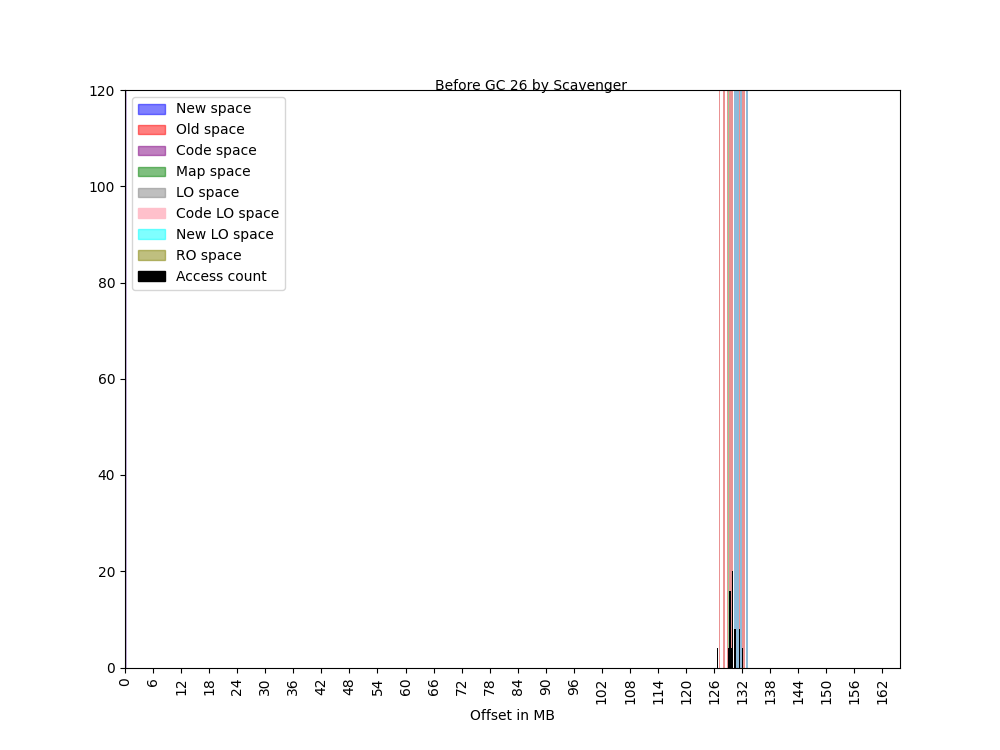 Before GC 26 by Scavenger
120
100
80
60
40
20
0
New space
Old space
Code space
Map space
LO space
Code LO space
New LO space
RO space
Access count
0 6 12 18 24 30 36 42 48 54 60 66 72 78 84 90 96 102 108 114 120 126 132 138 144 150 156 162
Offset in MB